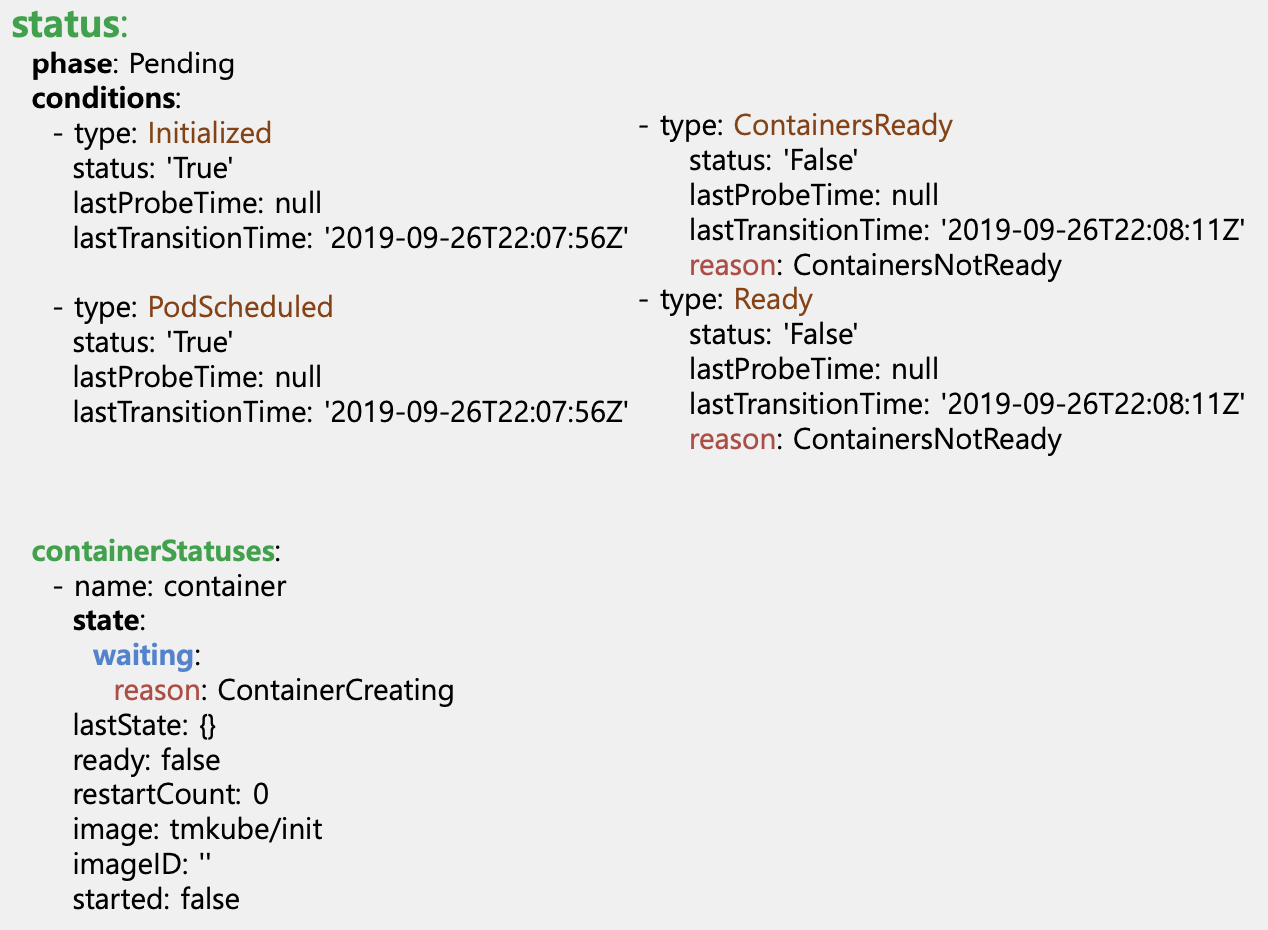 status:
phase: Pending
conditions:
- type: Initialized
status: 'True'
lastProbeTime: null
lastTransitionTime: '2019-09-26T22:07:56Z'
- type: PodScheduled
status: 'True'
lastProbeTime: null
lastTransitionTime: '2019-09-26T22:07:56Z'
- type: ContainersReady
status: 'False'
lastProbeTime: null
lastTransitionTime: '2019-09-26T22:08:11Z'
reason: ContainersNotReady
- type: Ready
status: 'False'
lastProbeTime: null
lastTransitionTime: '2019-09-26T22:08:11Z'
reason: ContainersNotReady
containerStatuses:
- name: container
state:
waiting:
reason: ContainerCreating
lastState: {}
ready: false
restartCount: 0
image: tmkube/init
imageID: ''
started: false